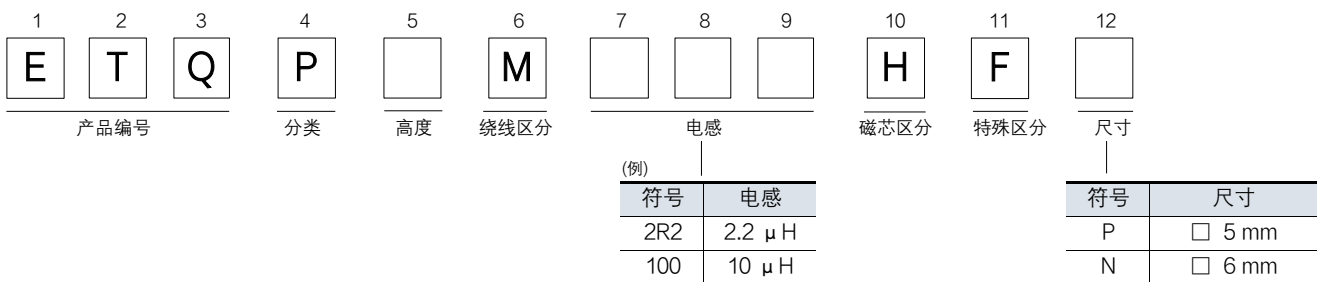 1 2 3 4 5 6 7 8 9 10 11 12
E T Q P M H F
产品编号 分类 高度 绕线区分 电感 磁芯区分 特殊区分 尺寸
(例)
符号 电感
2R2 2.2 μH
100 10 μH
符号 尺寸
P □ 5 mm
N □ 6 mm